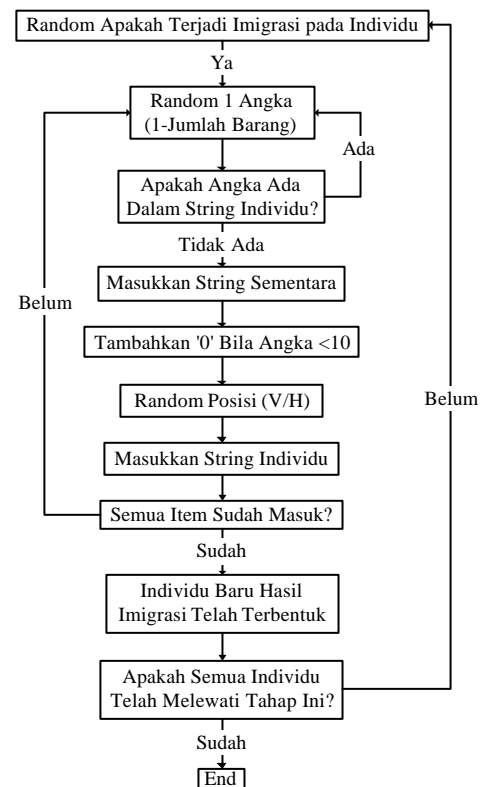 Random Apakah Terjadi Imigrasi pada Individu
Ya
Random 1 Angka
(1-Jumlah Barang)
Ada
Apakah Angka Ada
Dalam String Individu?
Tidak Ada
Masukkan String Sementara
Belum
Tambahkan '0' Bila Angka <10
Random Posisi (V/H)
Belum
Masukkan String Individu
Semua Item Sudah Masuk?
Sudah
Individu Baru Hasil
Imigrasi Telah Terbentuk
Apakah Semua Individu
Telah Melewati Tahap Ini?
Sudah
End